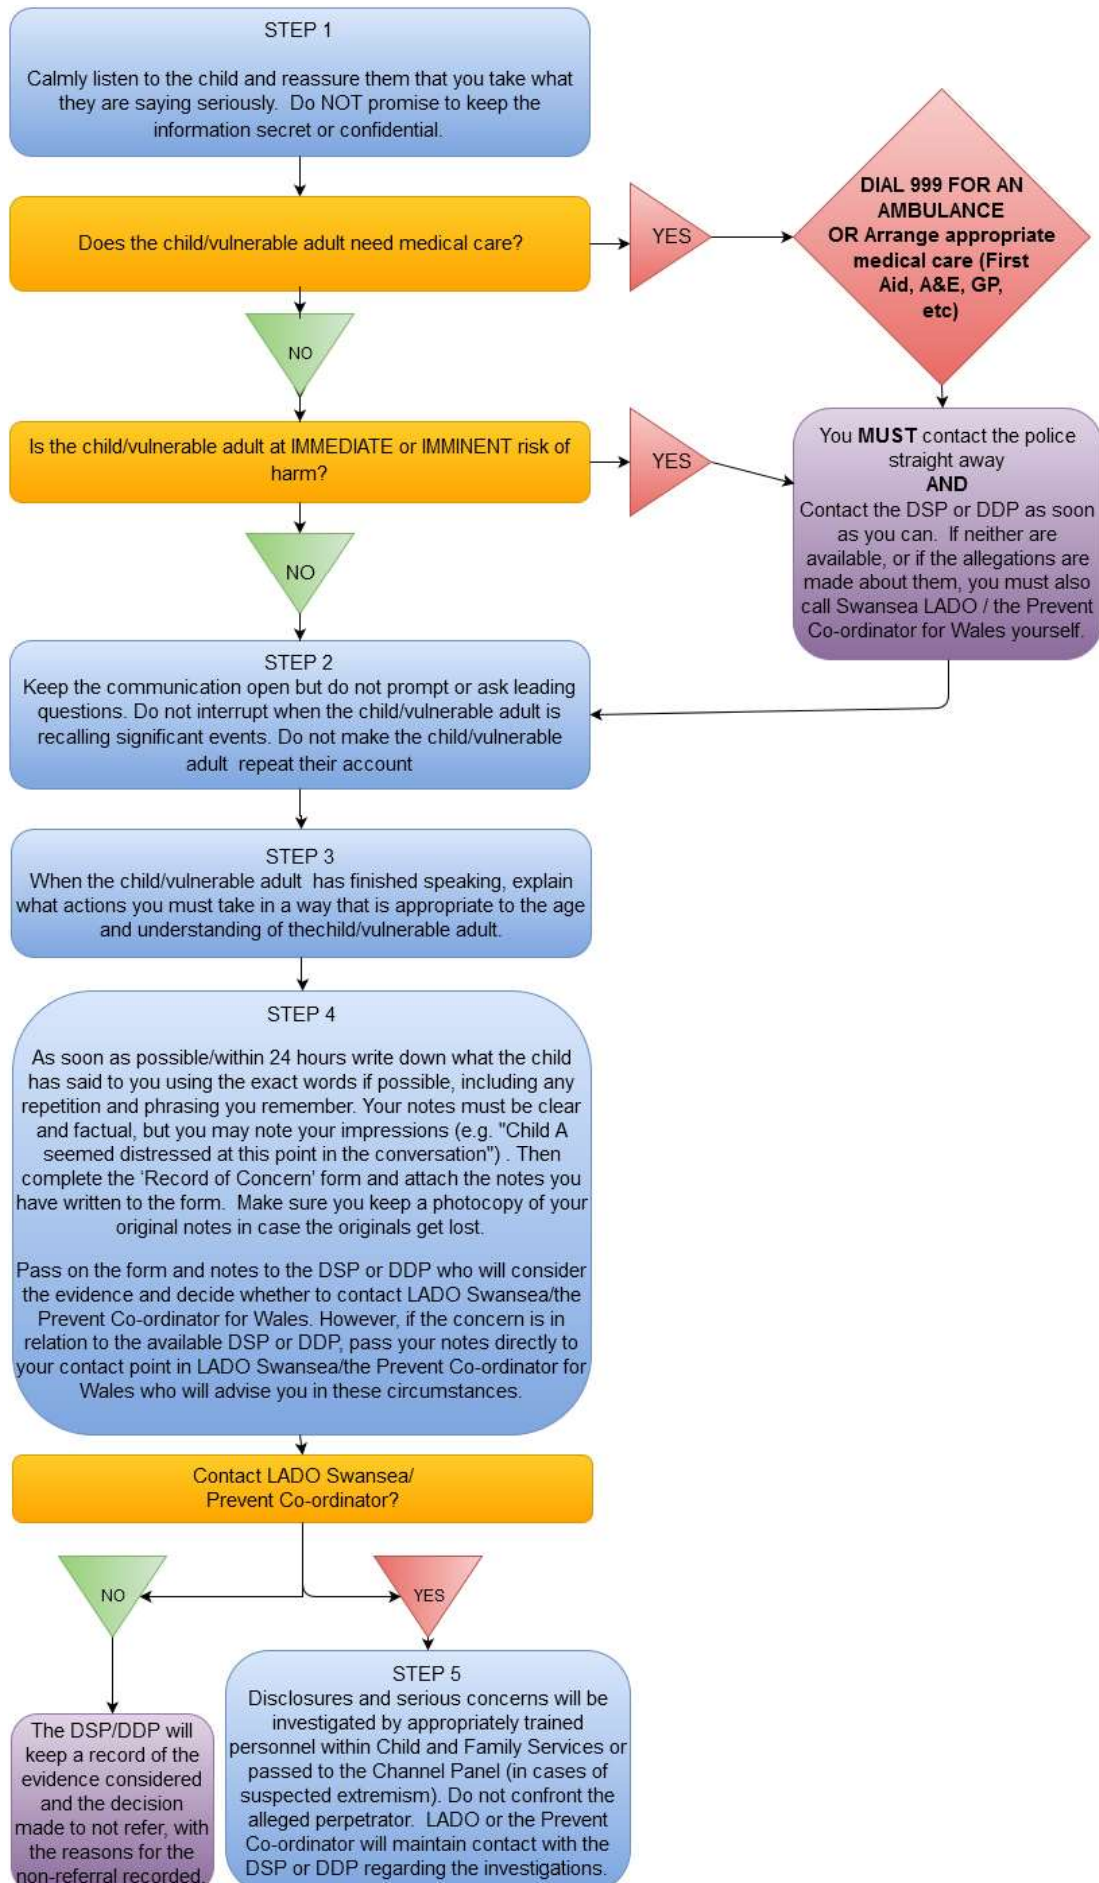 STEP 1
Calmly listen to the child and reassure them that you take what
they are saying seriously.  Do NOT promise to keep the
information secret or confidential.
Does the child/vulnerable adult need medical care?
YES
DIAL 999 FOR AN
AMBULANCE
OR Arrange appropriate
medical care (First
Aid, A&E, GP,
etc)
NO
Is the child/vulnerable adult at IMMEDIATE or IMMINENT risk of
harm?
YES
You MUST contact the police
straight away
AND
Contact the DSP or DDP as soon
as you can.  If neither are
available, or if the allegations are
made about them, you must also
call Swansea LADO / the Prevent
Co-ordinator for Wales yourself.
NO
STEP 2
Keep the communication open but do not prompt or ask leading
questions. Do not interrupt when the child/vulnerable adult is
recalling significant events. Do not make the child/vulnerable
adult  repeat their account
STEP 3
When the child/vulnerable adult  has finished speaking, explain
what actions you must take in a way that is appropriate to the age
and understanding of thechild/vulnerable adult.
STEP 4
As soon as possible/within 24 hours write down what the child
has said to you using the exact words if possible, including any
repetition and phrasing you remember. Your notes must be clear
and factual, but you may note your impressions (e.g. "Child A
seemed distressed at this point in the conversation") . Then
complete the ‘Record of Concern’ form and attach the notes you
have written to the form.  Make sure you keep a photocopy of your
original notes in case the originals get lost.
Pass on the form and notes to the DSP or DDP who will consider
the evidence and decide whether to contact LADO Swansea/the
Prevent Co-ordinator for Wales. However, if the concern is in
relation to the available DSP or DDP, pass your notes directly to
your contact point in LADO Swansea/the Prevent Co-ordinator for
Wales who will advise you in these circumstances.
Contact LADO Swansea/
Prevent Co-ordinator?
NO
YES
The DSP/DDP will
keep a record of the
evidence considered
and the decision
made to not refer, with
the reasons for the
non-referral recorded.
STEP 5
Disclosures and serious concerns will be
investigated by appropriately trained
personnel within Child and Family Services or
passed to the Channel Panel (in cases of
suspected extremism). Do not confront the
alleged perpetrator.  LADO or the Prevent
Co-ordinator will maintain contact with the
DSP or DDP regarding the investigations.